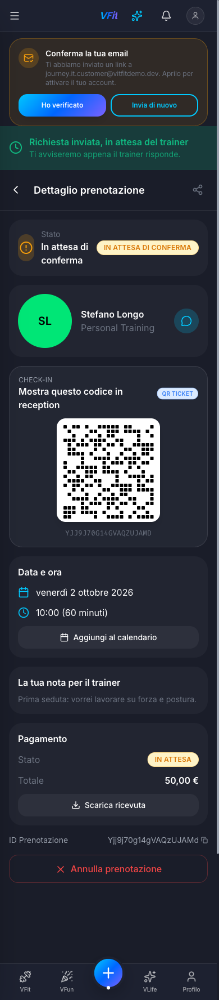 VFit
Conferma la tua email
Ti abbiamo inviato un link a
journey.it.customer@vitfitdemo.dev. Aprilo per
attivare il tuo account.
Ho verificato
Invia di nuovo
Richiesta inviata, in attesa del trainer
Ti avviseremo appena il trainer risponde.
Dettaglio prenotazione
Stato
In attesa di
conferma
IN ATTESA DI CONFERMA
SL
Stefano Longo
Personal Training
CHECK-IN
Mostra questo codice in
reception
QR TICKET
YJJ9J70G14GVAQZUJAMD
Data e ora
venerdì 2 ottobre 2026
10:00 (60 minuti)
Aggiungi al calendario
La tua nota per il trainer
Prima seduta: vorrei lavorare su forza e postura.
Pagamento
Stato
IN ATTESA
Totale
50,00 €
Scarica ricevuta
ID Prenotazione
Yjj9j70g14gVAQzUJAMd
Annulla prenotazione
VFit
VFun
VLife
Profilo